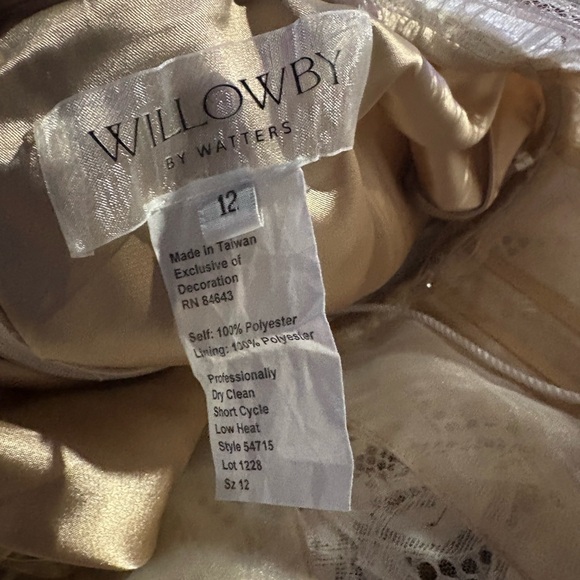 WILLOWBY
BY WATTERS
12
Made in Taiwan
Exclusive of
Decoration
RN 84643
Self: 100% Polyester
Lining: 100% Polyester
Professionally
Dry Clean
Short Cycle
Low Heat
Style 54715
Lot 1228
Sz 12